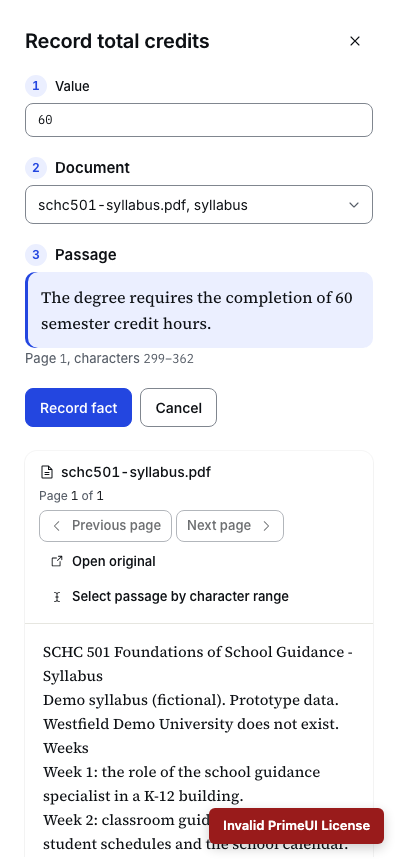 Record total credits
1 Value
60
2 Document
schc501-syllabus.pdf, syllabus
3 Passage
The degree requires the completion of 60
semester credit hours.
Page 1, characters 299–362
Record fact Cancel
schc501-syllabus.pdf
Page 1 of 1
Previous page Next page
Open original
Select passage by character range
SCHC 501 Foundations of School Guidance -
Syllabus
Demo syllabus (fictional). Prototype data.
Westfield Demo University does not exist.
Weeks
Week 1: the role of the school guidance
specialist in a K-12 building.
Week 2: classroom
student schedules and the school calendar.
Invalid PrimeUI License